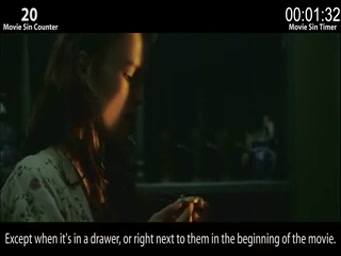 20
Movie Sin Counter
00:01:32
Movie Sin Timer
Except when it's in a drawer, or right next to them in the beginning of the movie.